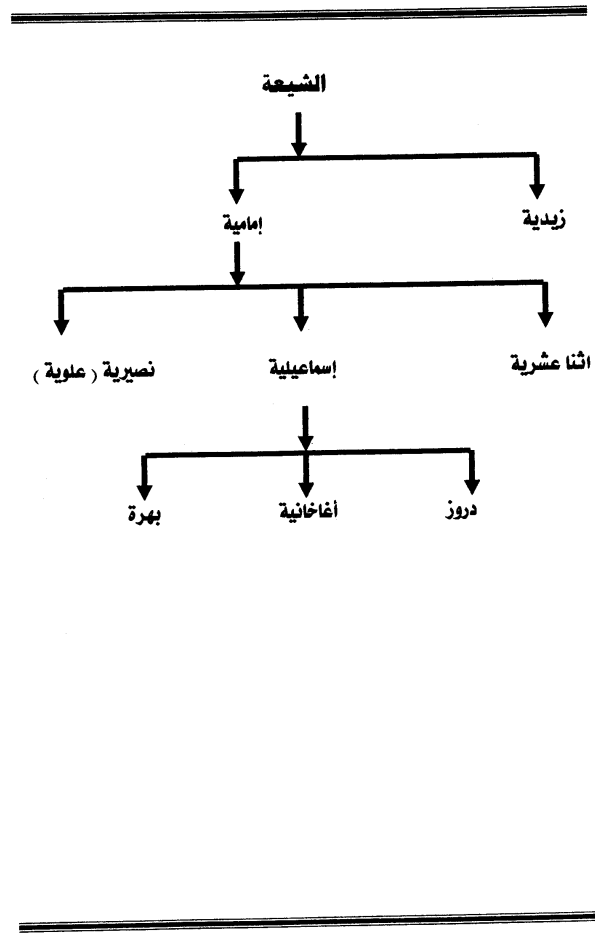 الشيعة
زيدية
إمامية
اثنا عشرية
إسماعيلية
نصيرية ( علوية )
دروز
أغاخانية
بهرة